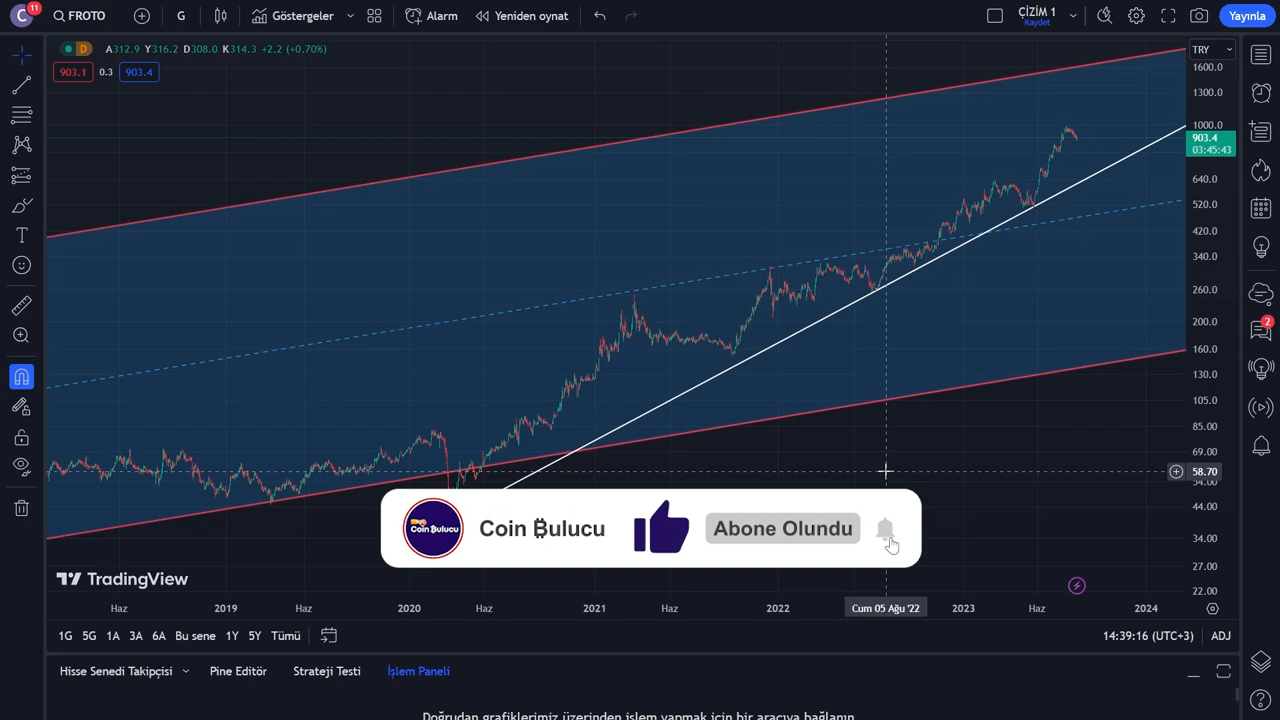 C 11 FROTO G Göstergeler Alarm Yeniden oynat ÇİZİM 1 Kaydet Yayınla
D A312.9 Y316.2 D308.0 K314.3 +2.2 (+0.70%)
903.1 0.3 903.4
TRY
1600.0
1300.0
1000.0
903.4
03:45:43
640.0
520.0
420.0
340.0
260.0
200.0
160.0
130.0
105.0
85.00
69.00
58.70
54.00
44.00
34.00
27.00
22.00
2
Coin Bulucu
Coin ₿ulucu
Abone Olundu
TradingView
Haz 2019 Haz 2020 Haz 2021 Haz 2022 Cum 05 Ağu '22 2023 Haz 2024
1G 5G 1A 3A 6A Bu sene 1Y 5Y Tümü 14:39:16 (UTC+3) ADJ
Hisse Senedi Takipçisi Pine Editör Strateji Testi İşlem Paneli
Doğrudan grafiklerimiz üzerinden işlem yapmak için bir aracıya bağlanın